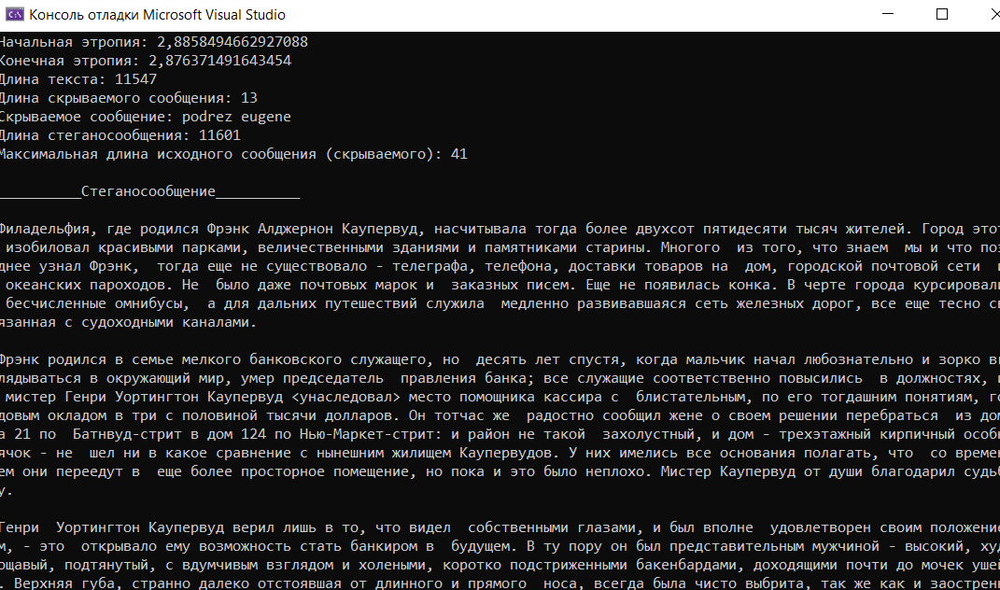 Консоль отладки Microsoft Visual Studio
Начальная этропия: 2,8858494662927088
Конечная этропия: 2,876371491643454
Длина текста: 11547
Длина скрываемого сообщения: 13
Скрываемое сообщение: podrez eugene
Длина стеганосообщения: 11601
Максимальная длина исходного сообщения (скрываемого): 41
__________Стеганосообщение__________
Филадельфия, где родился Фрэнк Алджернон Каупервуд, насчитывала тогда более двухсот пятидесяти тысяч жителей. Город этот
изобиловал красивыми парками, величественными зданиями и памятниками старины. Многого  из того, что знаем  мы и что поз
днее узнал Фрэнк,  тогда еще не существовало - телеграфа, телефона, доставки товаров на  дом, городской почтовой сети  и
океанских пароходов. Не  было даже почтовых марок и  заказных писем. Еще не появилась конка. В черте города курсировали
бесчисленные омнибусы,  а для дальних путешествий служила  медленно развивавшаяся сеть железных дорог, все еще тесно св
язанная с судоходными каналами.
Фрэнк родился в семье мелкого банковского служащего, но  десять лет спустя, когда мальчик начал любознательно и зорко вг
лядываться в окружающий мир, умер председатель  правления банка; все служащие соответственно повысились  в должностях, и
мистер Генри Уортингтон Каупервуд <унаследовал> место помощника кассира с  блистательным, по его тогдашним понятиям, го
довым окладом в три с половиной тысячи долларов. Он тотчас же  радостно сообщил жене о своем решении перебраться  из дом
а 21 по  Батнвуд-стрит в дом 124 по Нью-Маркет-стрит: и район не такой  захолустный, и дом - трехэтажный кирпичный особн
ячок - не  шел ни в какое сравнение с нынешним жилищем Каупервудов. У них имелись все основания полагать, что  со времен
ем они переедут в  еще более просторное помещение, но пока и это было неплохо. Мистер Каупервуд от души благодарил судьб
у.
Генри  Уортингтон Каупервуд верил лишь в то, что видел  собственными глазами, и был вполне  удовлетворен своим положение
м, - это  открывало ему возможность стать банкиром в  будущем. В ту пору он был представительным мужчиной - высокий, худ
ощавый, подтянутый, с вдумчивым взглядом и холеными, коротко подстриженными бакенбардами, доходящими почти до мочек ушей
. Верхняя губа, странно далеко отстоявшая от длинного и прямого  носа, всегда была чисто выбрита, так же как и заострен